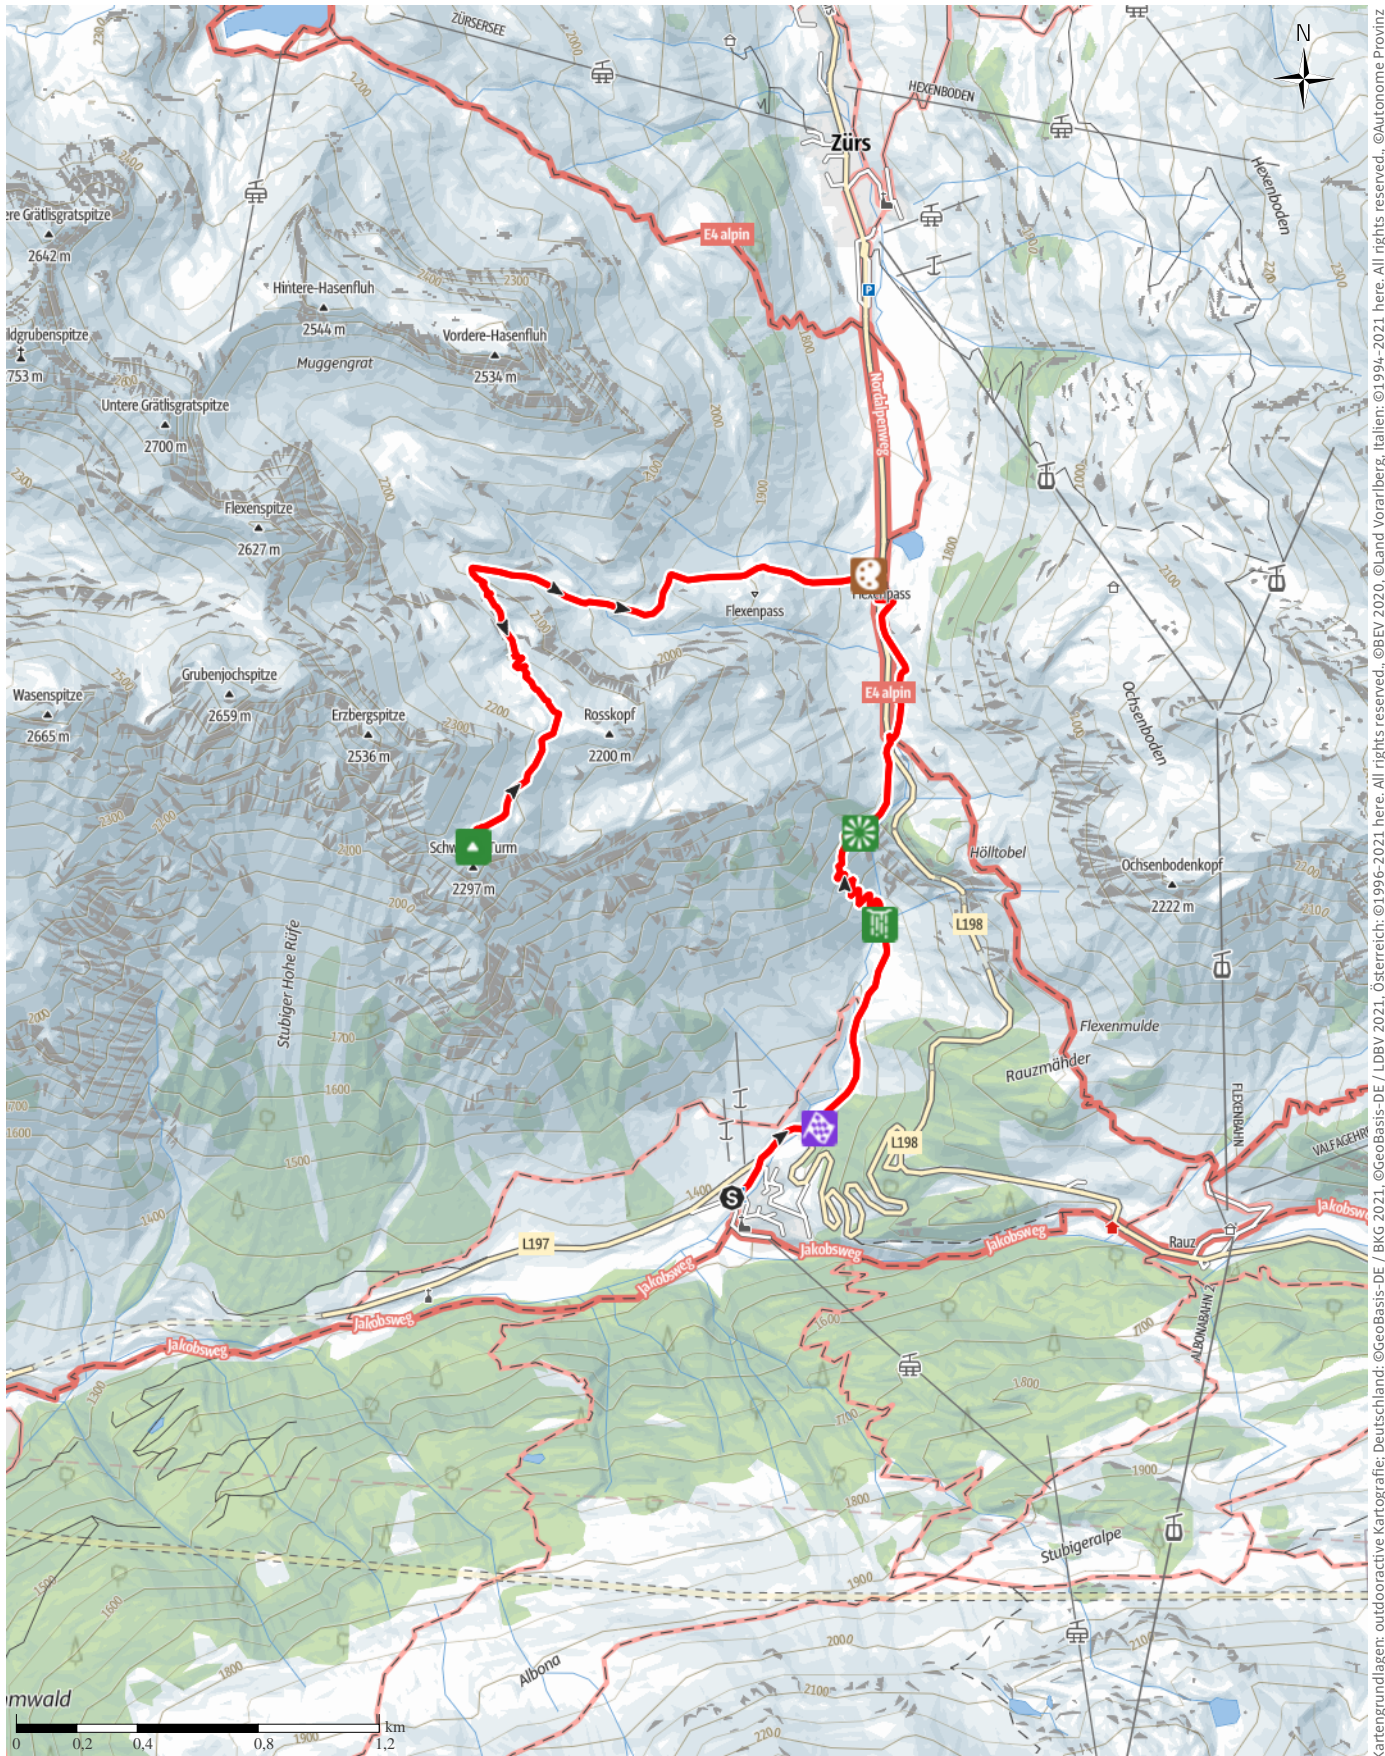 N
ZÜRSERSEE
HEXENBODEN
Zürs
Hexenboden
E4 alpin
P
ere Grätlisgratspitze
2642 m
Hintere-Hasenfluh
2544 m
Muggengrat
Vordere-Hasenfluh
2534 m
ldgrubenspitze
753 m
Untere Grätlisgratspitze
2700 m
Nordalpenweg
Flexenspitze
2627 m
Flexenpass
Flexenpass
Grubenjochspitze
2659 m
Wasenspitze
2665 m
Erzbergspitze
2536 m
Rosskopf
2200 m
E4 alpin
Ochsenboden
Turm
2297 m
Hölltobel
Ochsenbodenkopf
2222 m
L198
Stubiger Hohe Rüfe
Flexenmulde
Rauzmähder
FLEXENBAHN
L198
S
L197
Jakobsweg
Jakobsweg
Jakobsweg
Jakobsweg
Jakobsweg
Rauz
ALBONABAHN 2
Stubigeralpe
Albona
mwald
km
0 0,2 0,4 0,8 1,2
artengrundlagen: outdooractive Kartografie; Deutschland: ©GeoBasis-DE / BKG 2021, ©GeoBasis-DE / LDBV 2021, Österreich: ©1996-2021 here. All rights reserved., ©BEV 2020, ©Land Vorarlberg, Italien: ©1994-2021 here. All rights reserved., ©Autonome Provinz